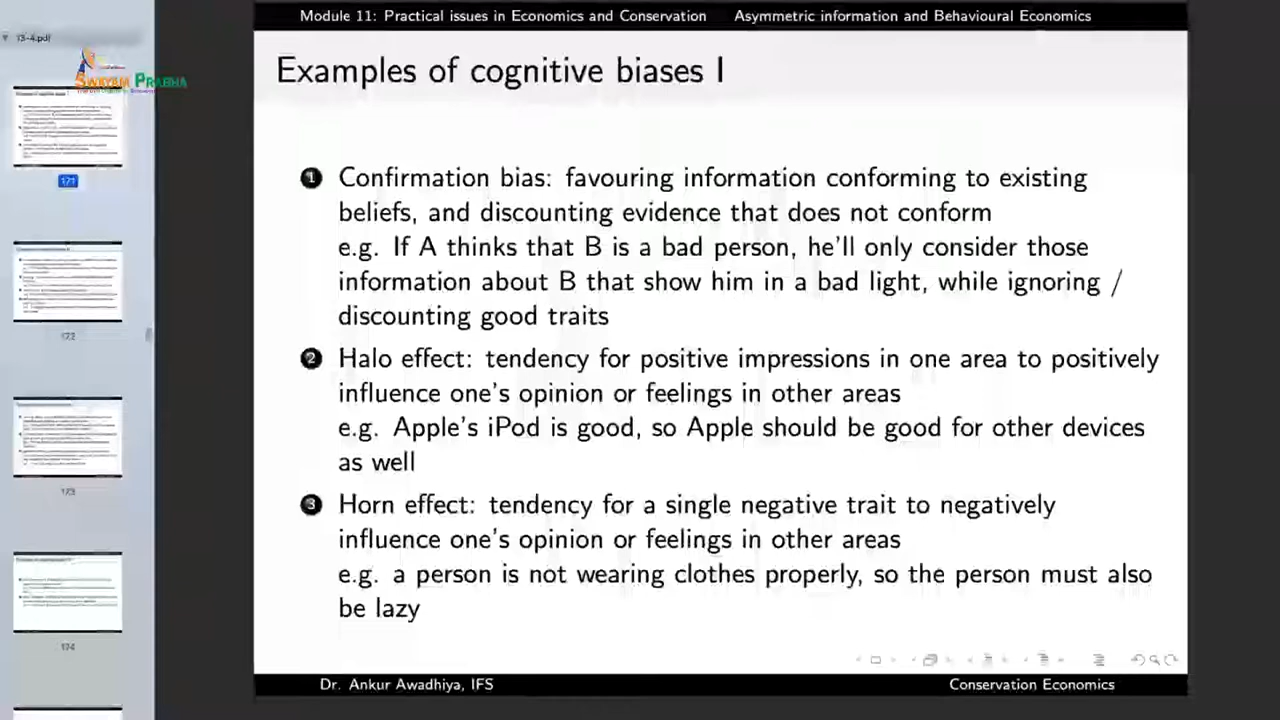 Module 11: Practical issues in Economics and Conservation Asymmetric information and Behavioural Economics
13-4.pdf
SWAYAM PRABHA
Examples of cognitive biases I
1 Confirmation bias: favouring information conforming to existing
beliefs, and discounting evidence that does not conform
e.g. If A thinks that B is a bad person, he'll only consider those
information about B that show him in a bad light, while ignoring /
discounting good traits
2 Halo effect: tendency for positive impressions in one area to positively
influence one's opinion or feelings in other areas
e.g. Apple's iPod is good, so Apple should be good for other devices
as well
3 Horn effect: tendency for a single negative trait to negatively
influence one's opinion or feelings in other areas
e.g. a person is not wearing clothes properly, so the person must also
be lazy
171
172
173
174
Dr. Ankur Awadhiya, IFS Conservation Economics